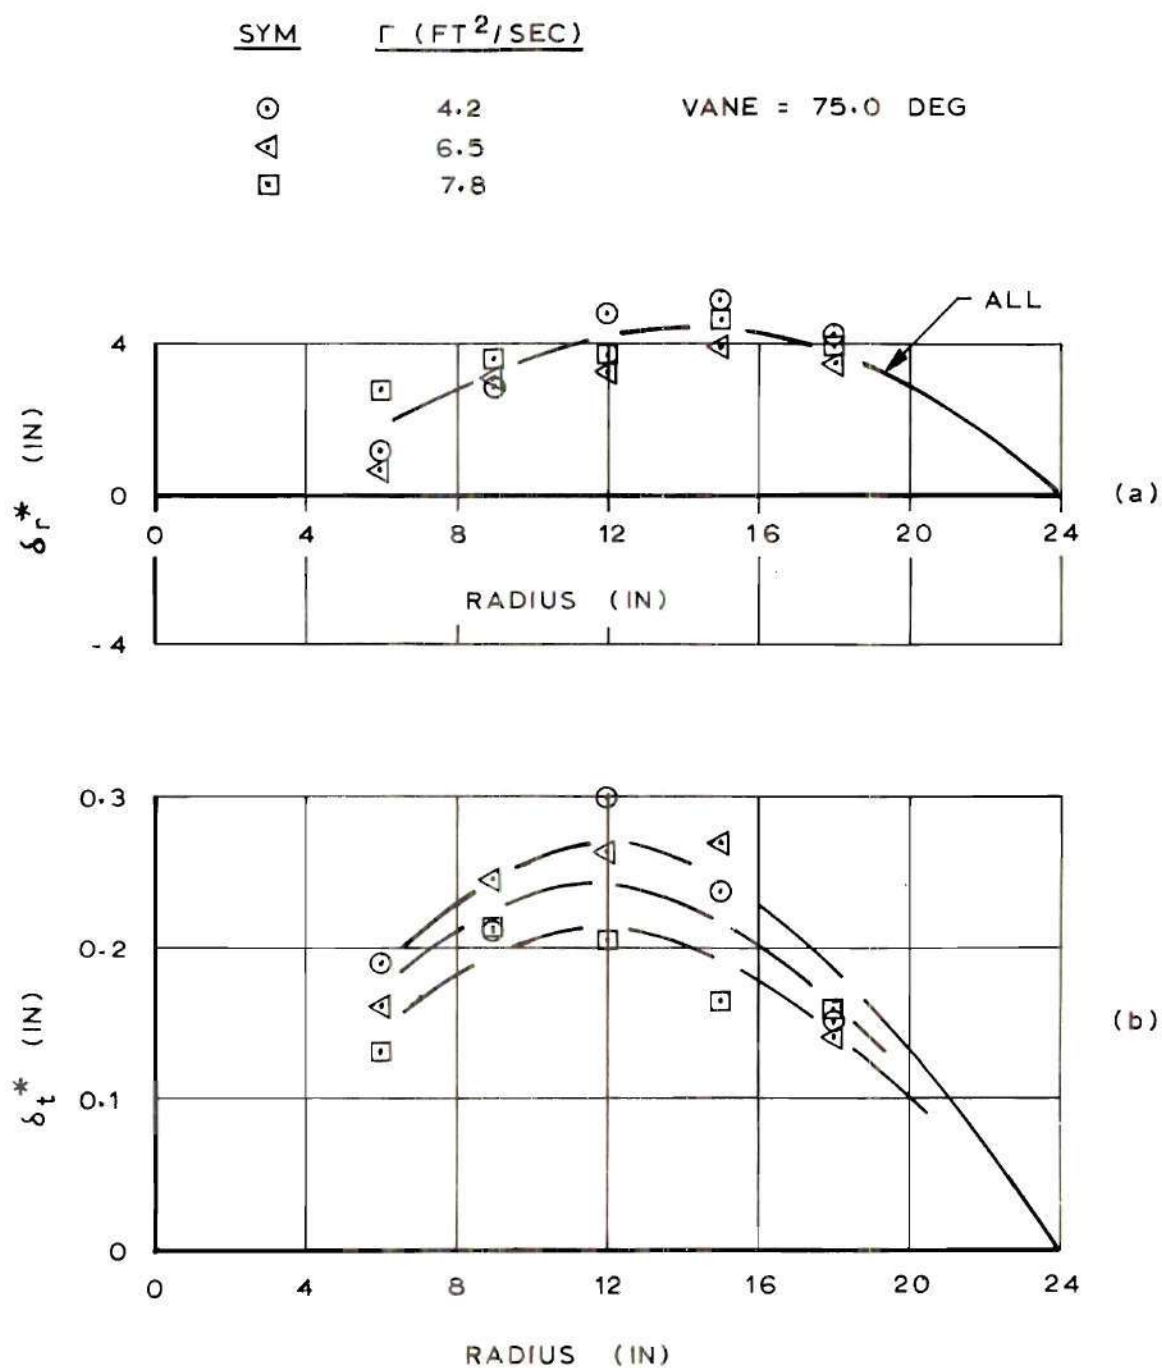 SYM Γ (FT²/SEC)
4.2 VANE = 75.0 DEG
6.5
7.8
ALL
4
δr* (IN)
0
(a)
0 4 8 12 16 20 24
RADIUS (IN)
-4
0.3
0.2
δt* (IN)
(b)
0.1
0
0 4 8 12 16 20 24
RADIUS (IN)